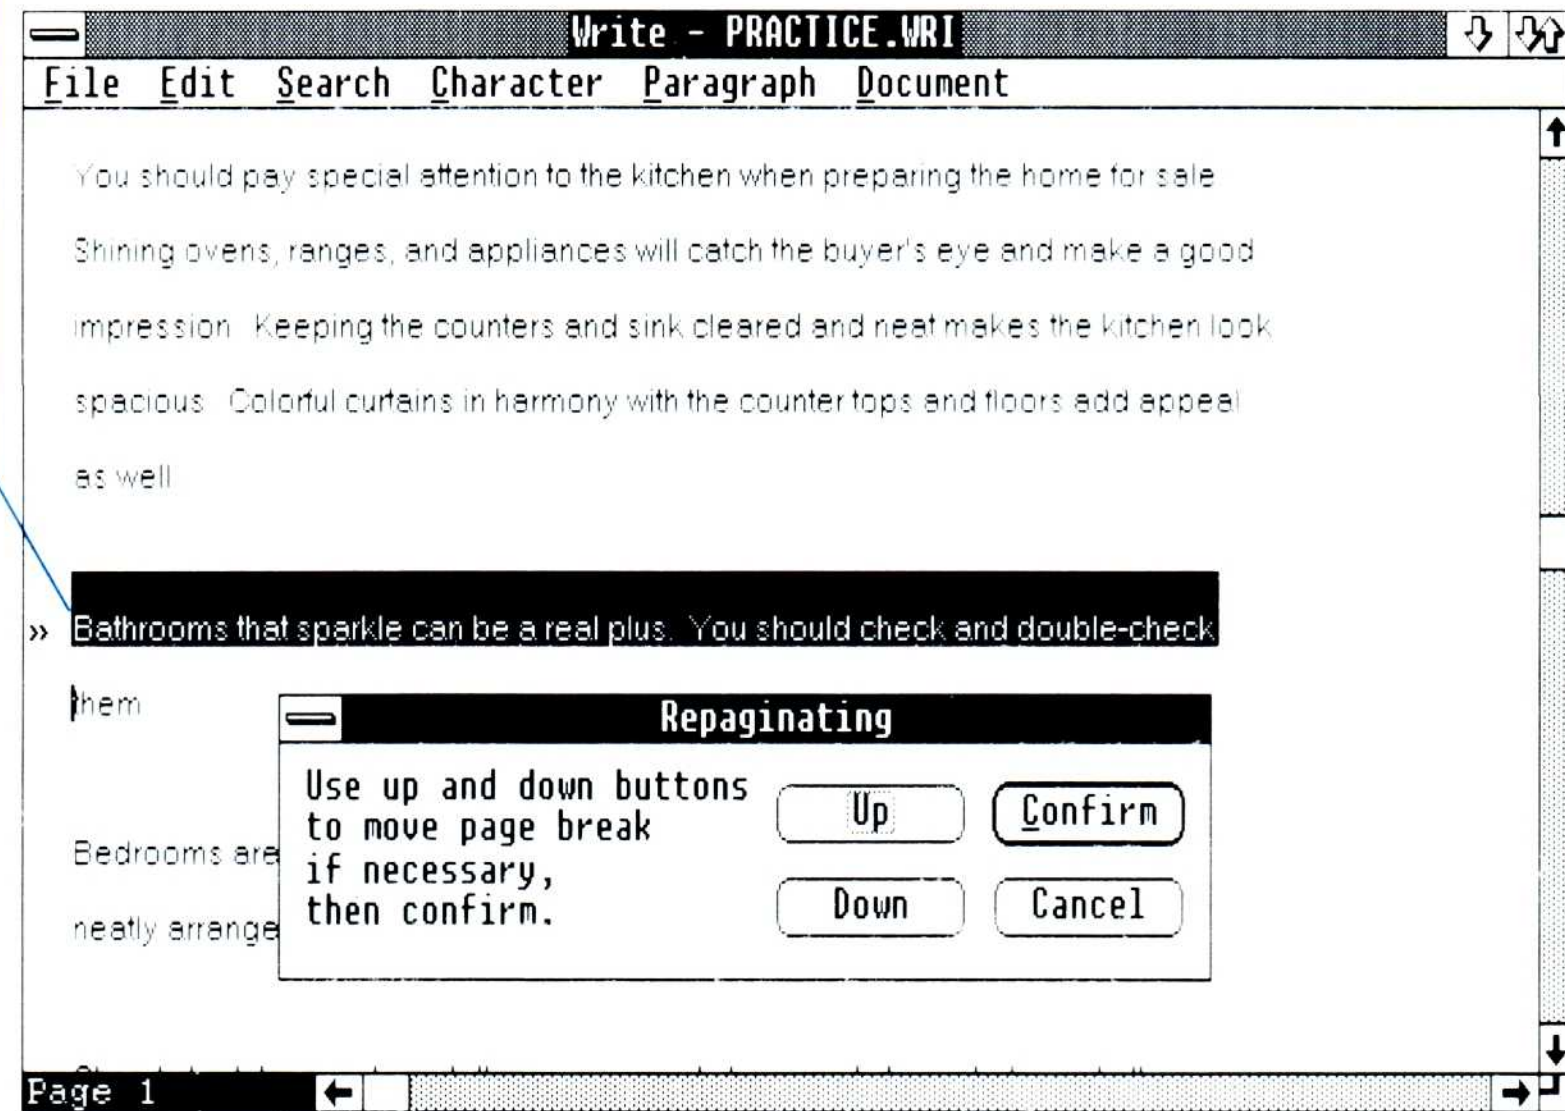 Write - PRACTICE.WRI
File Edit Search Character Paragraph Document
You should pay special attention to the kitchen when preparing the home for sale
Shining ovens, ranges, and appliances will catch the buyer's eye and make a good
impression Keeping the counters and sink cleared and neat makes the kitchen look
spacious Colorful curtains in harmony with the counter tops and floors add appeal
as well
» Bathrooms that sparkle can be a real plus. You should check and double-check
them
Repaginating
Use up and down buttons
to move page break
if necessary,
then confirm.
Up
Confirm
Down
Cancel
Bedrooms are
neatly arrange
Page 1